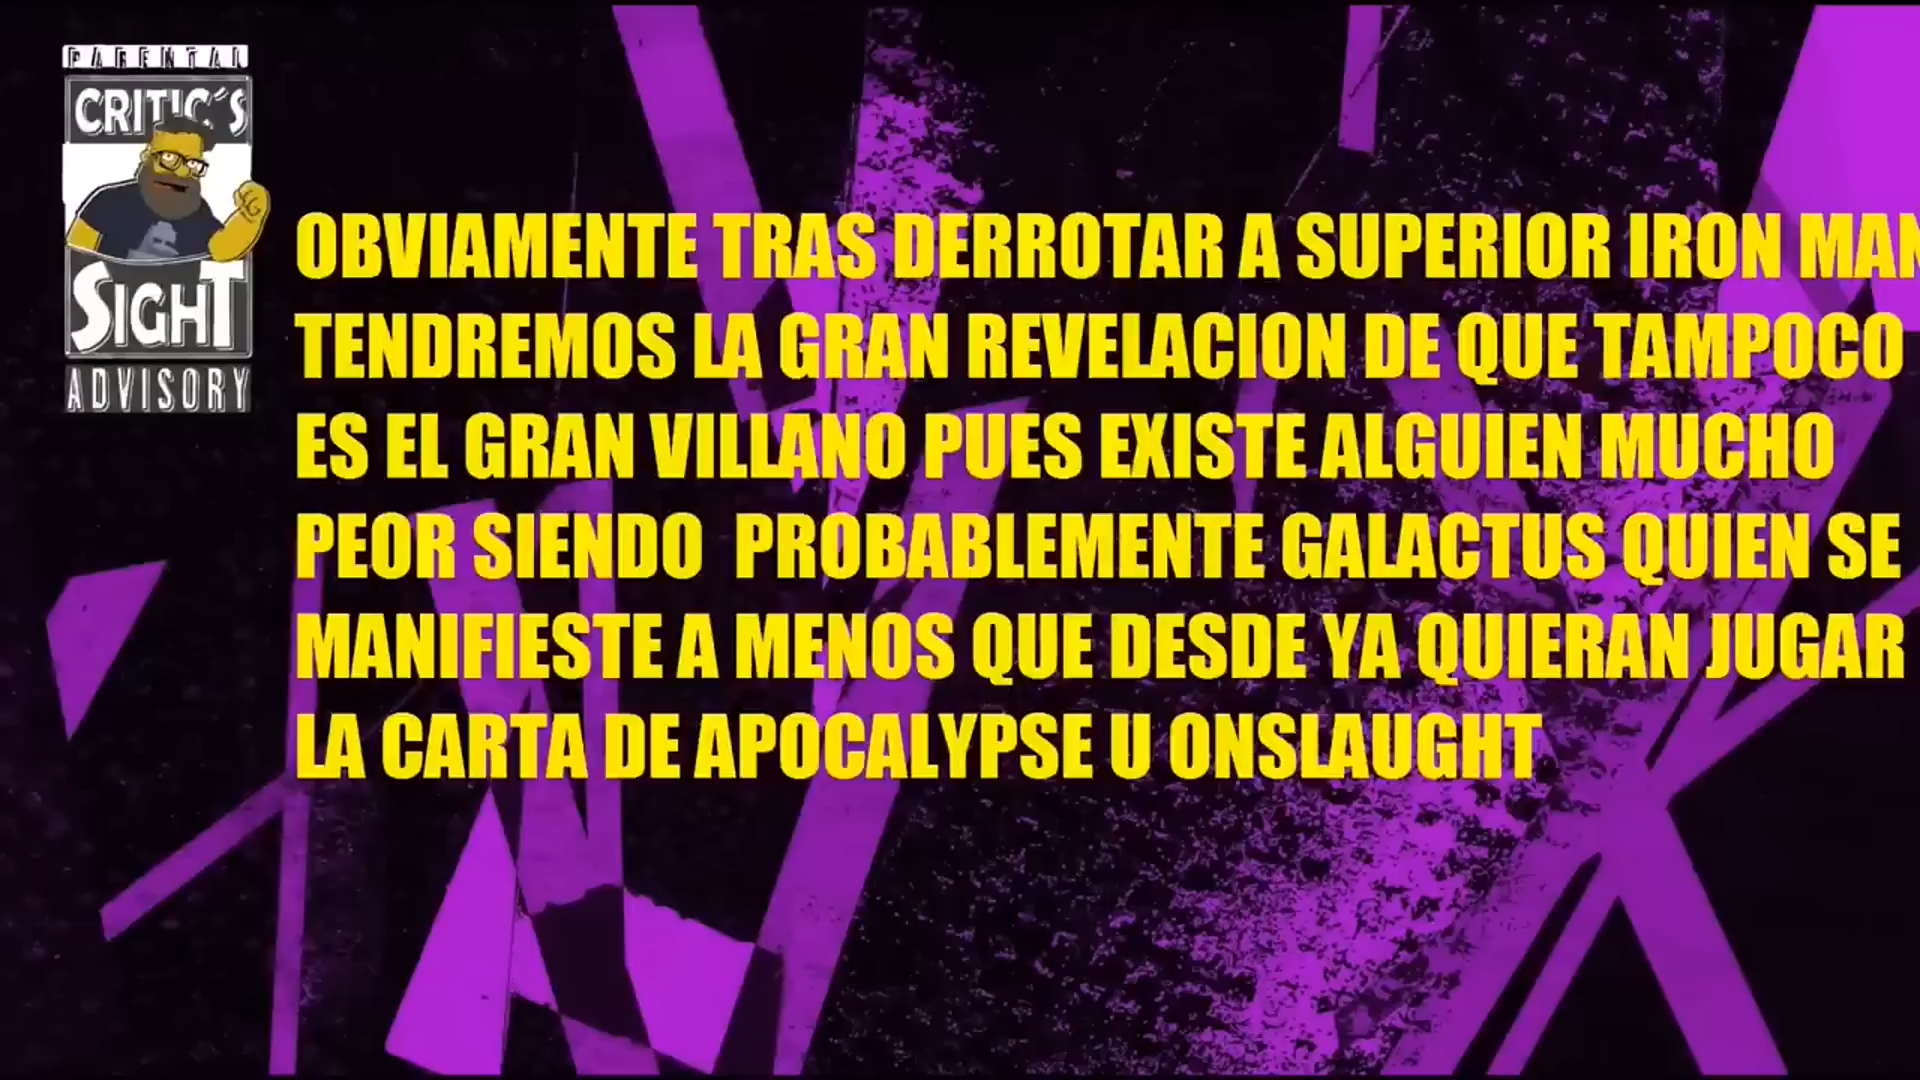 PARENTAL
CRITIC´S
SIGHT
ADVISORY
OBVIAMENTE TRAS DERROTAR A SUPERIOR IRON MAN
TENDREMOS LA GRAN REVELACION DE QUE TAMPOCO
ES EL GRAN VILLANO PUES EXISTE ALGUIEN MUCHO
PEOR SIENDO  PROBABLEMENTE GALACTUS QUIEN SE
MANIFIESTE A MENOS QUE DESDE YA QUIERAN JUGAR
LA CARTA DE APOCALYPSE U ONSLAUGHT